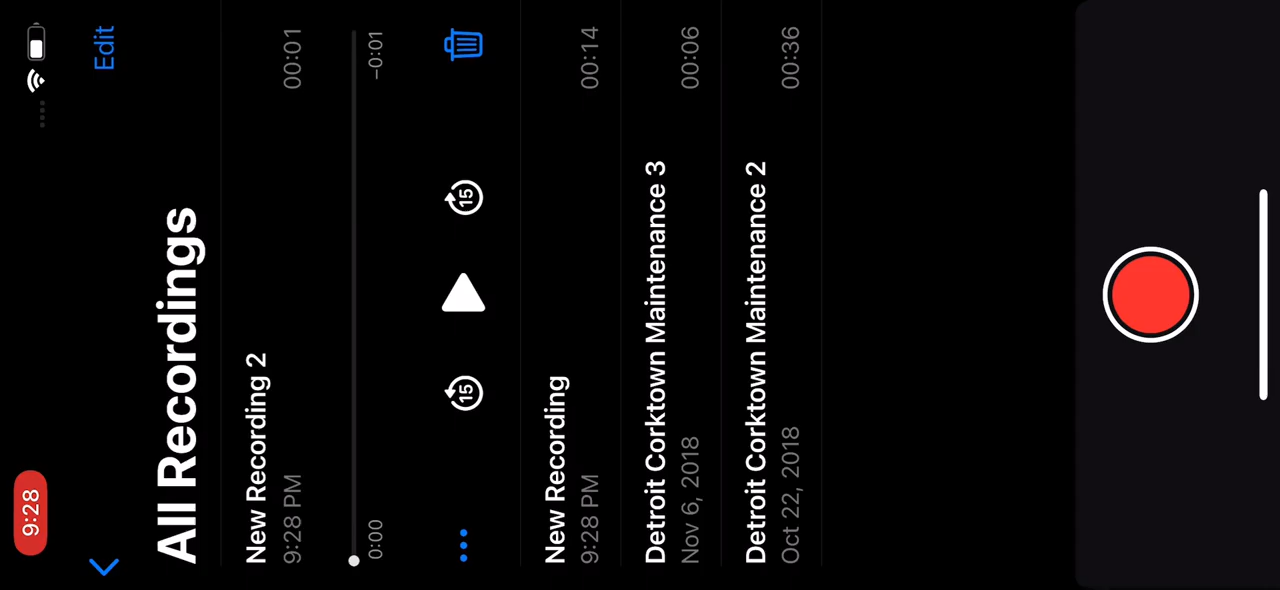 9:28
Edit
All Recordings
New Recording 2
9:28 PM
00:01
0:00
−0:01
15
15
New Recording
9:28 PM
00:14
Detroit Corktown Maintenance 3
Nov 6, 2018
00:06
Detroit Corktown Maintenance 2
Oct 22, 2018
00:36